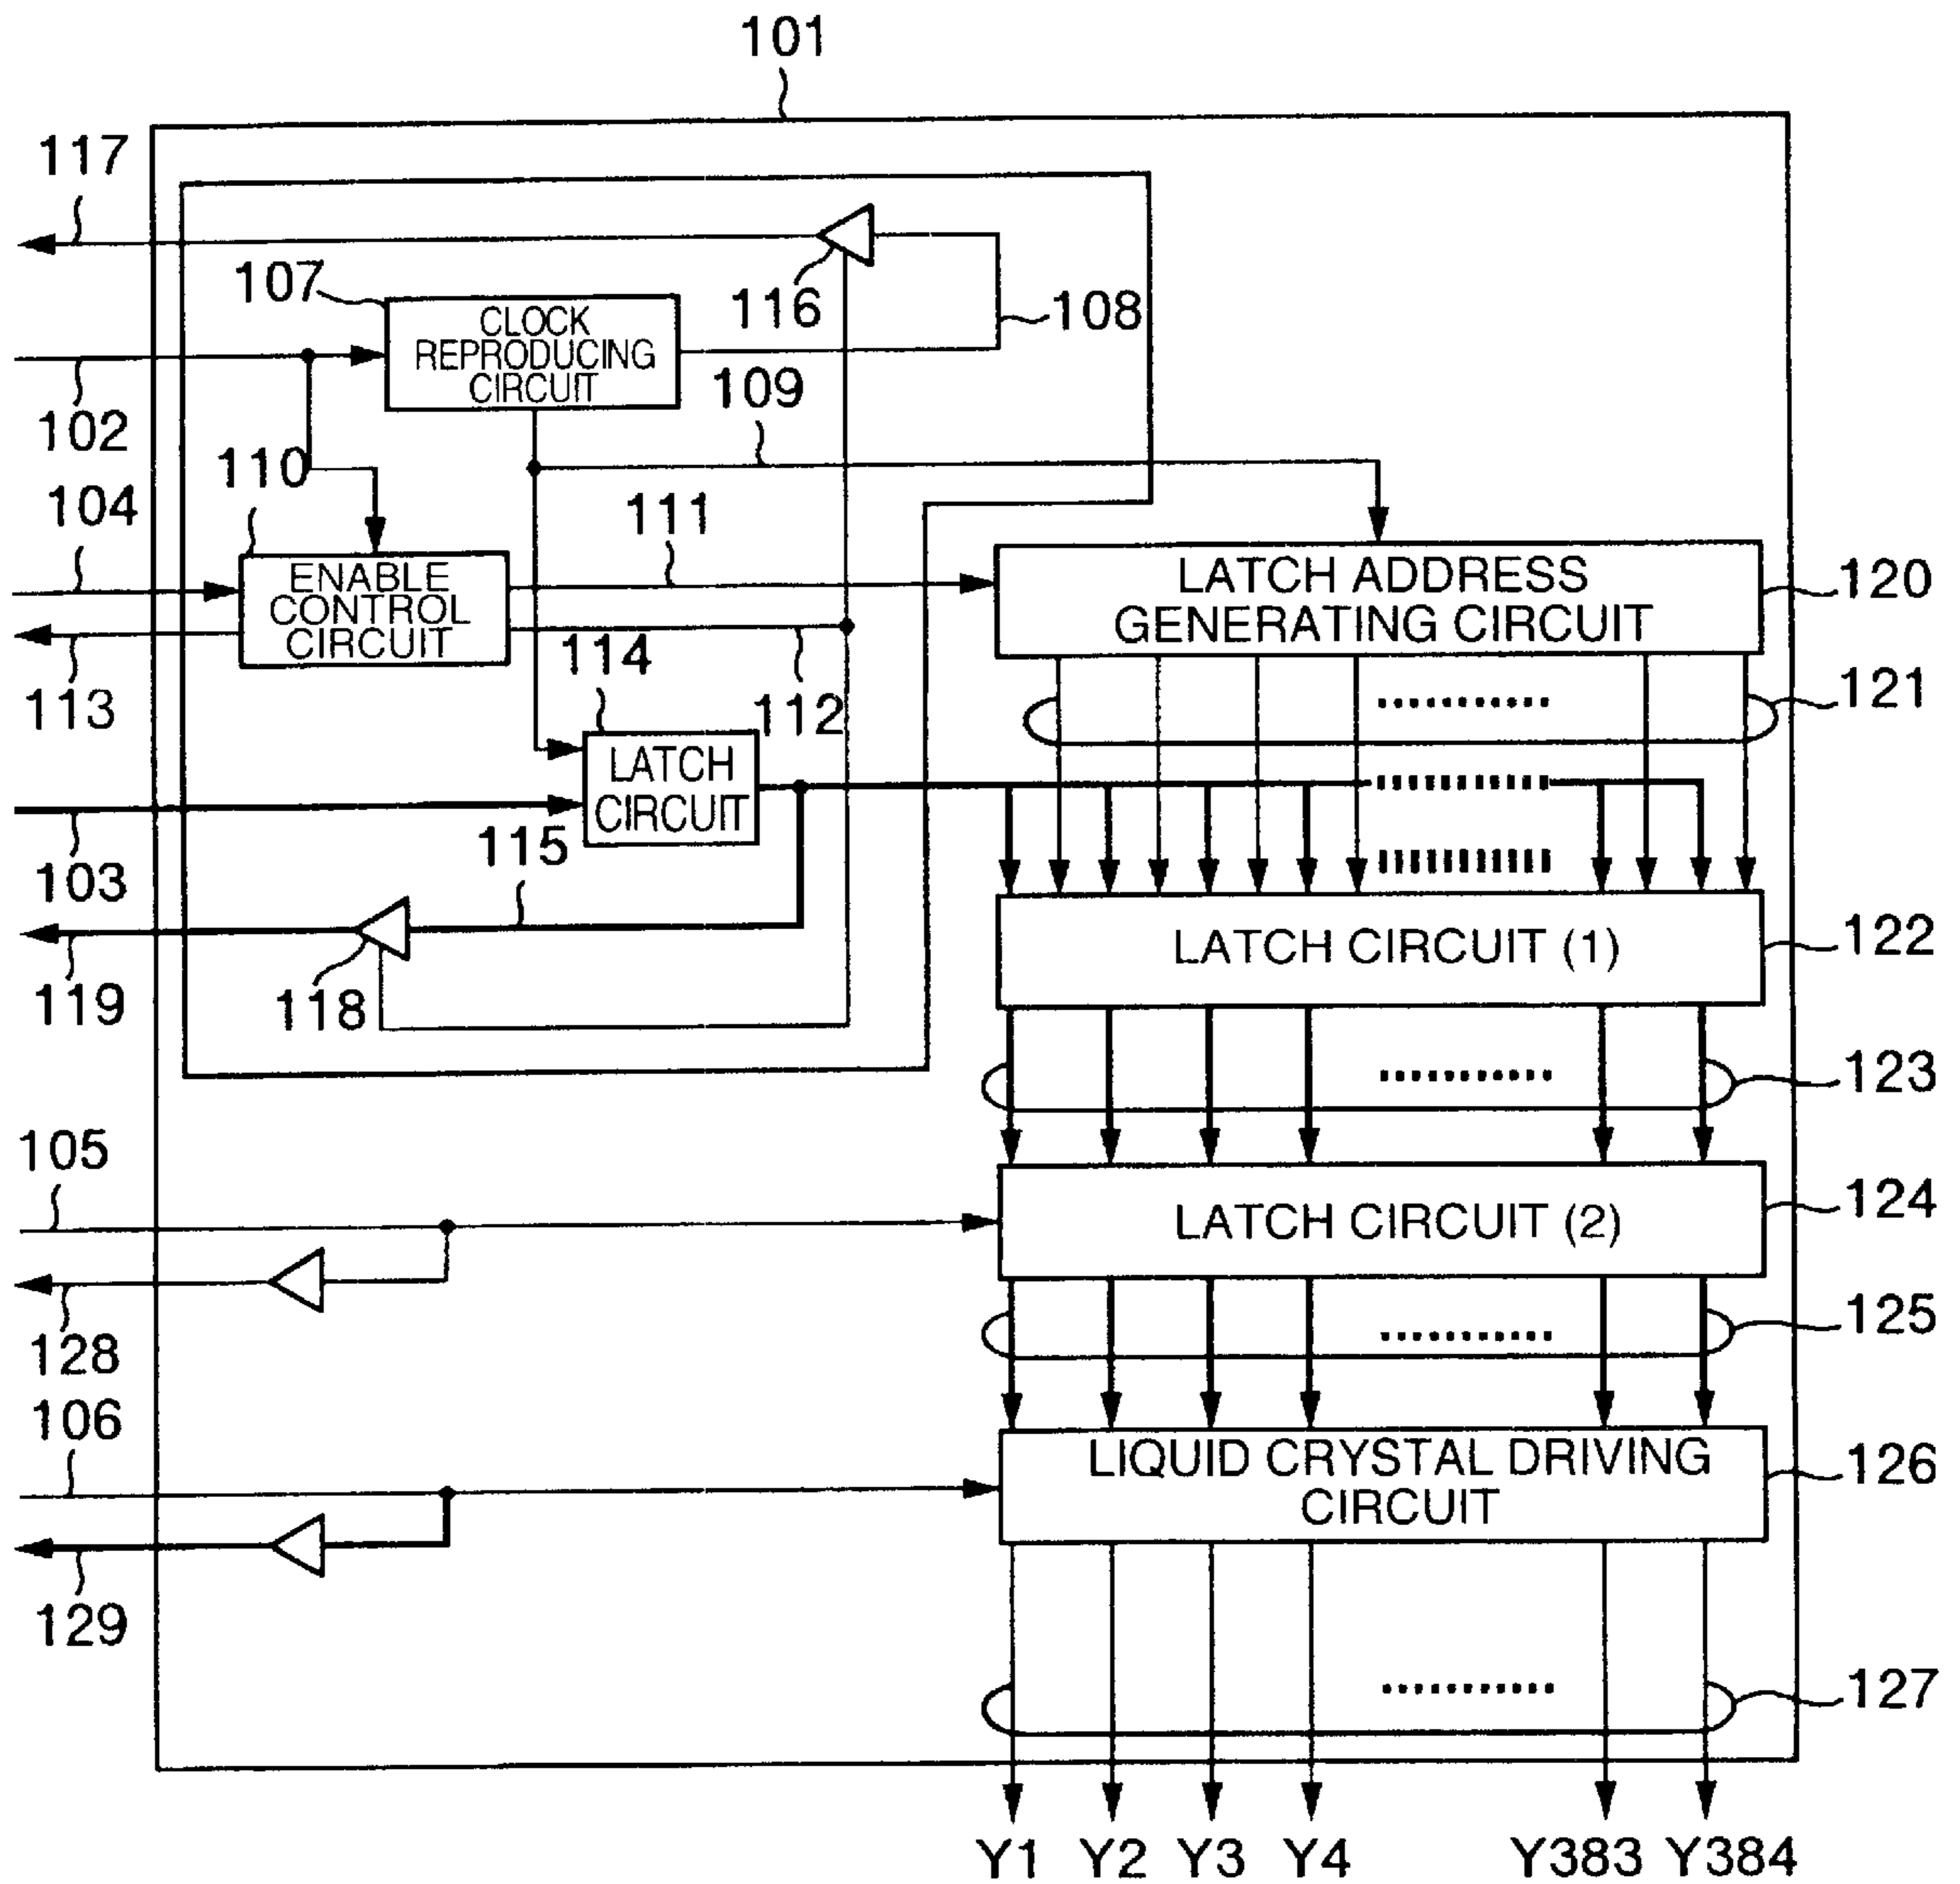 101
117
107
CLOCK
REPRODUCING
CIRCUIT
116
108
102
109
110
104
111
ENABLE
CONTROL
CIRCUIT
LATCH ADDRESS
GENERATING CIRCUIT
120
113
114
112
121
LATCH
CIRCUIT
103
115
119
118
LATCH CIRCUIT (1)
122
123
105
LATCH CIRCUIT (2)
124
128
125
106
LIQUID CRYSTAL DRIVING
CIRCUIT
126
129
127
Y1 Y2 Y3 Y4 Y383 Y384